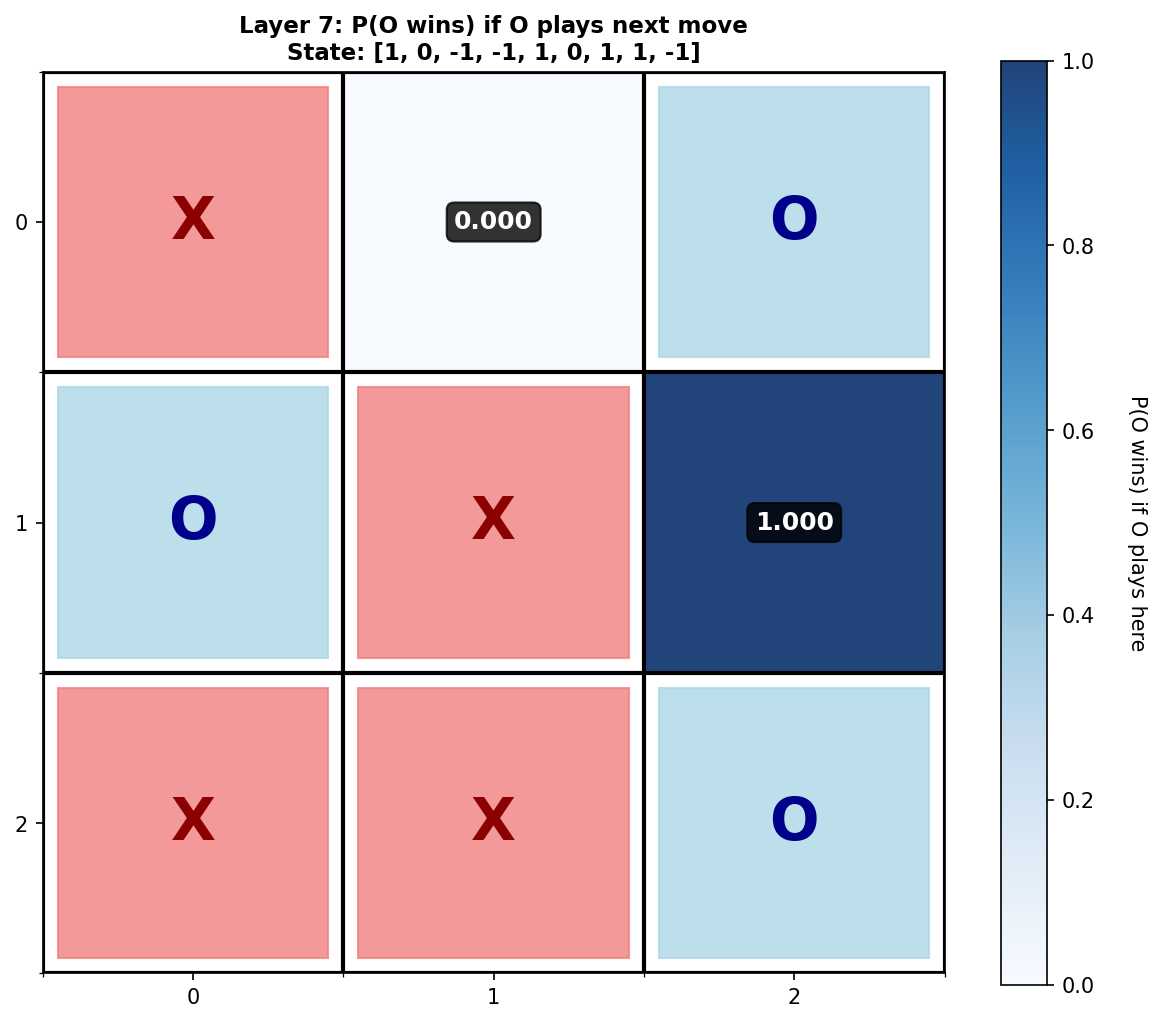 Layer 7: P(O wins) if O plays next move
State: [1, 0, -1, -1, 1, 0, 1, 1, -1]
0 X 0.000 O
1 O X 1.000
2 X X O
0 1 2
1.0
0.8
0.6
0.4
0.2
0.0
P(O wins) if O plays here